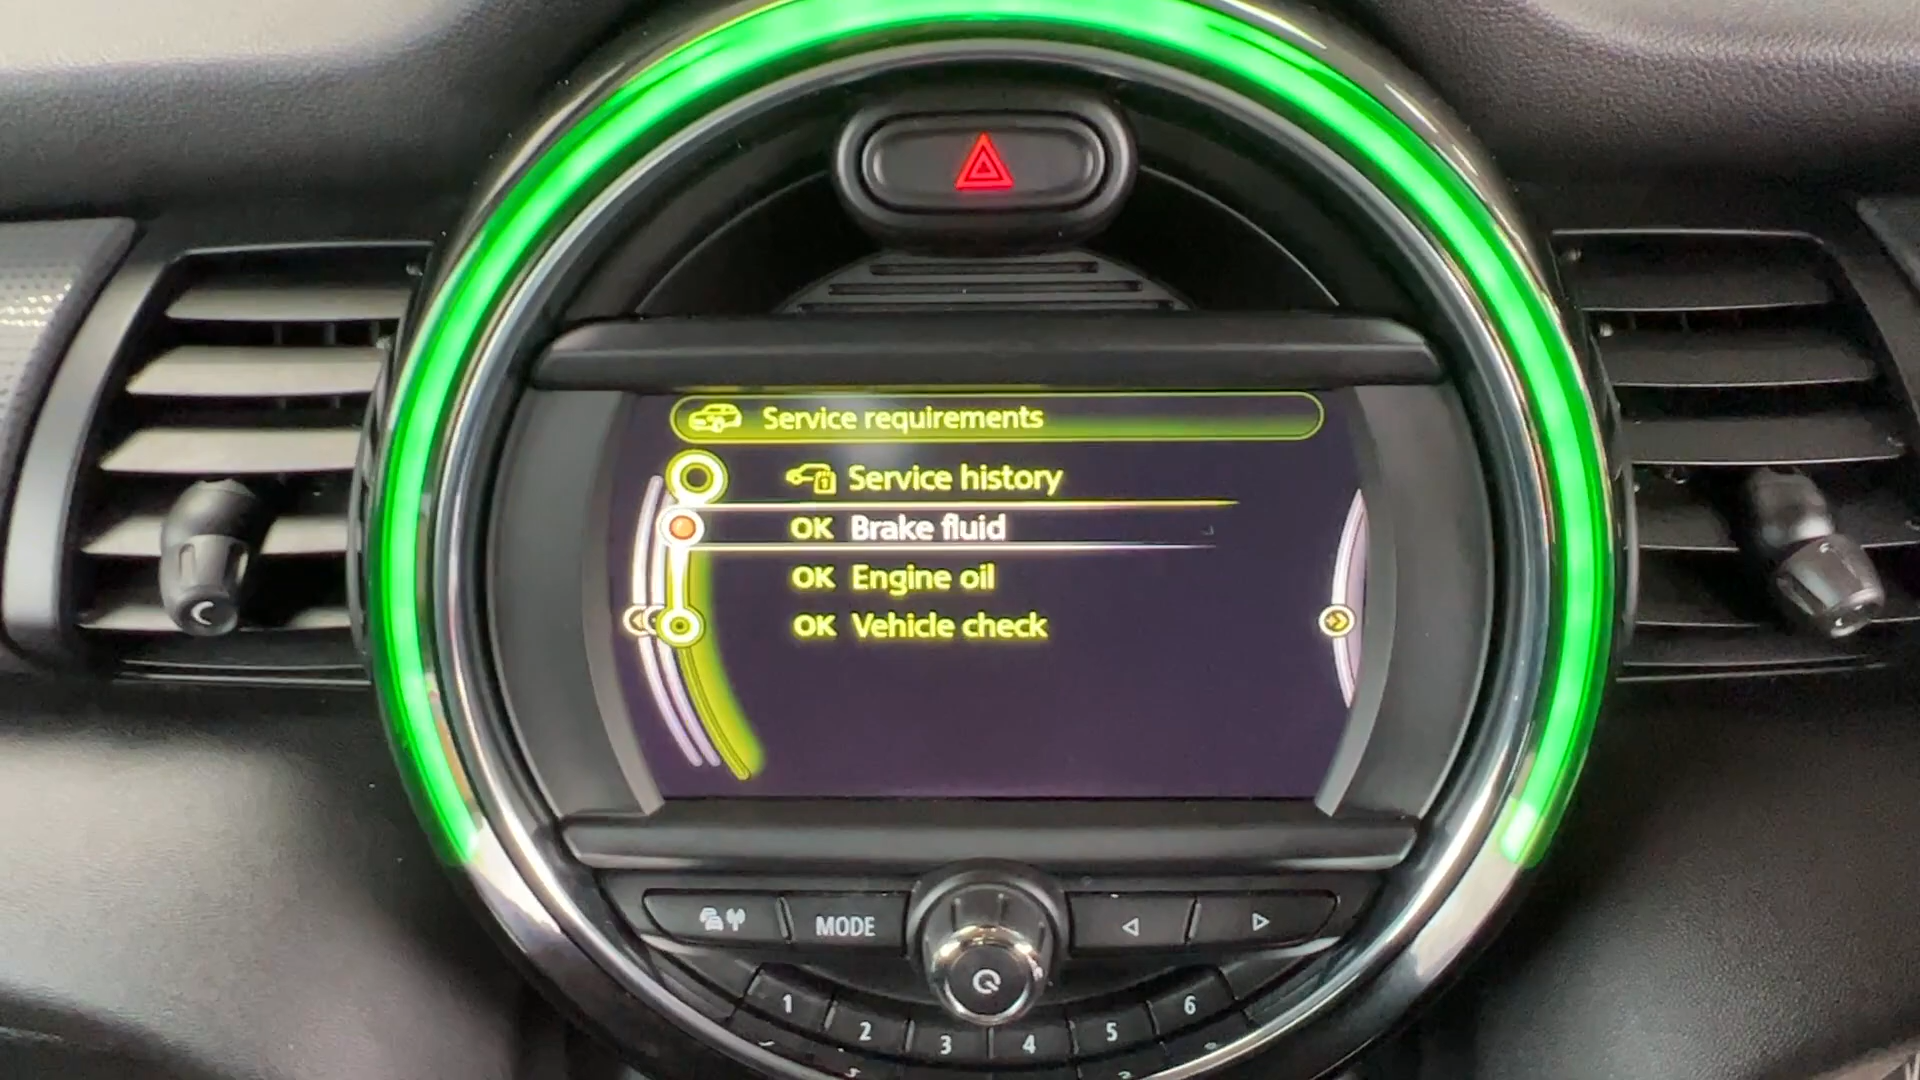 Service requirements
Service history
OK Brake fluid
OK Engine oil
OK Vehicle check
MODE
1 2 3 4 5 6